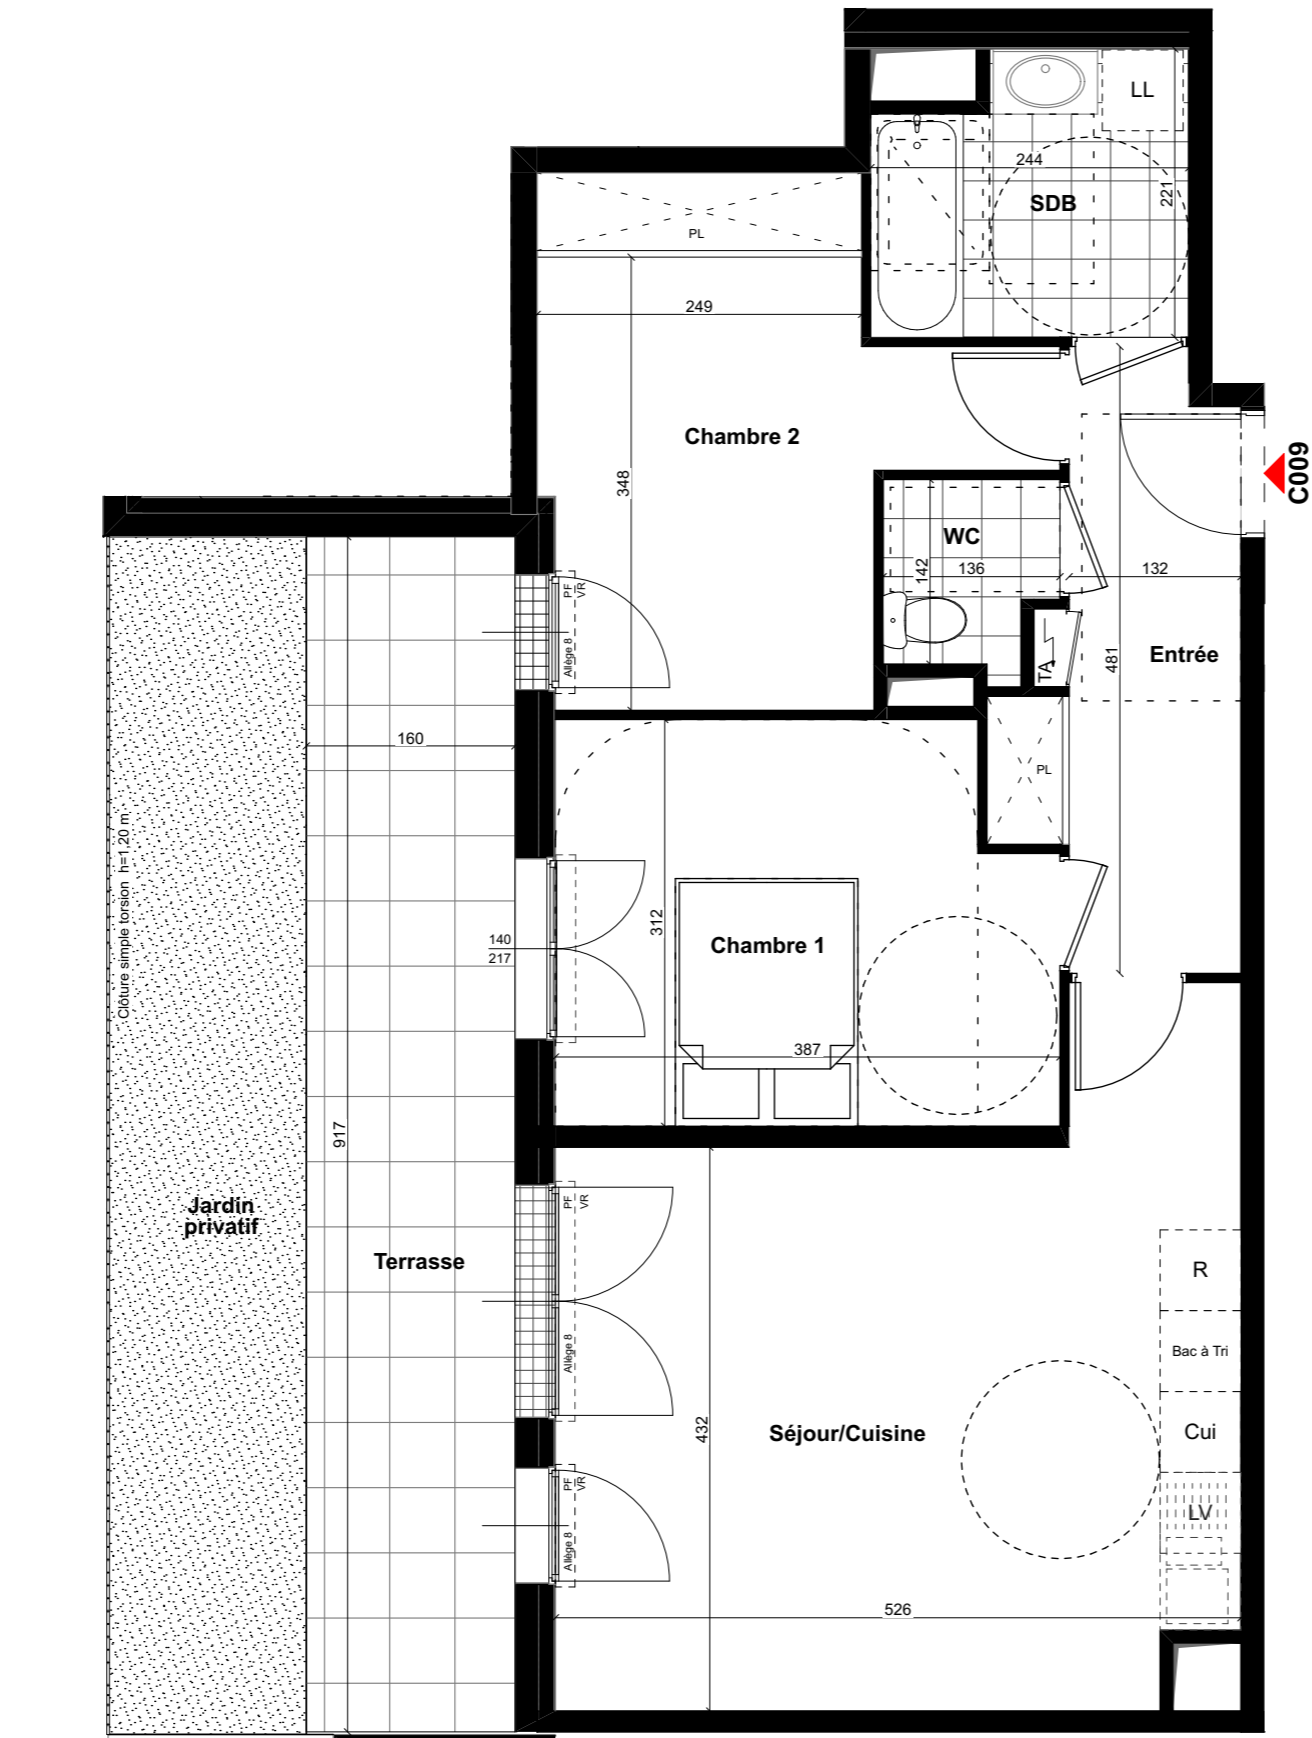 LL
244
SDB
221
PL
249
Chambre 2
348
C009
WC
142
136
132
TA
481
Entrée
PF
VR
Allège 8
160
PL
Clôture simple torsion h=1,20 m
140
217
312
Chambre 1
387
917
Jardin
privatif
Terrasse
PF
VR
Allège 8
R
Bac à Tri
432
Séjour/Cuisine
Cui
PF
VR
Allège 8
LV
526